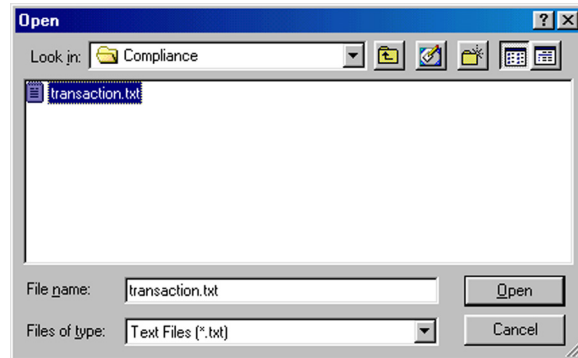 Open
Look in: Compliance
transaction.txt
File name: transaction.txt Open
Files of type: Text Files (*.txt) Cancel